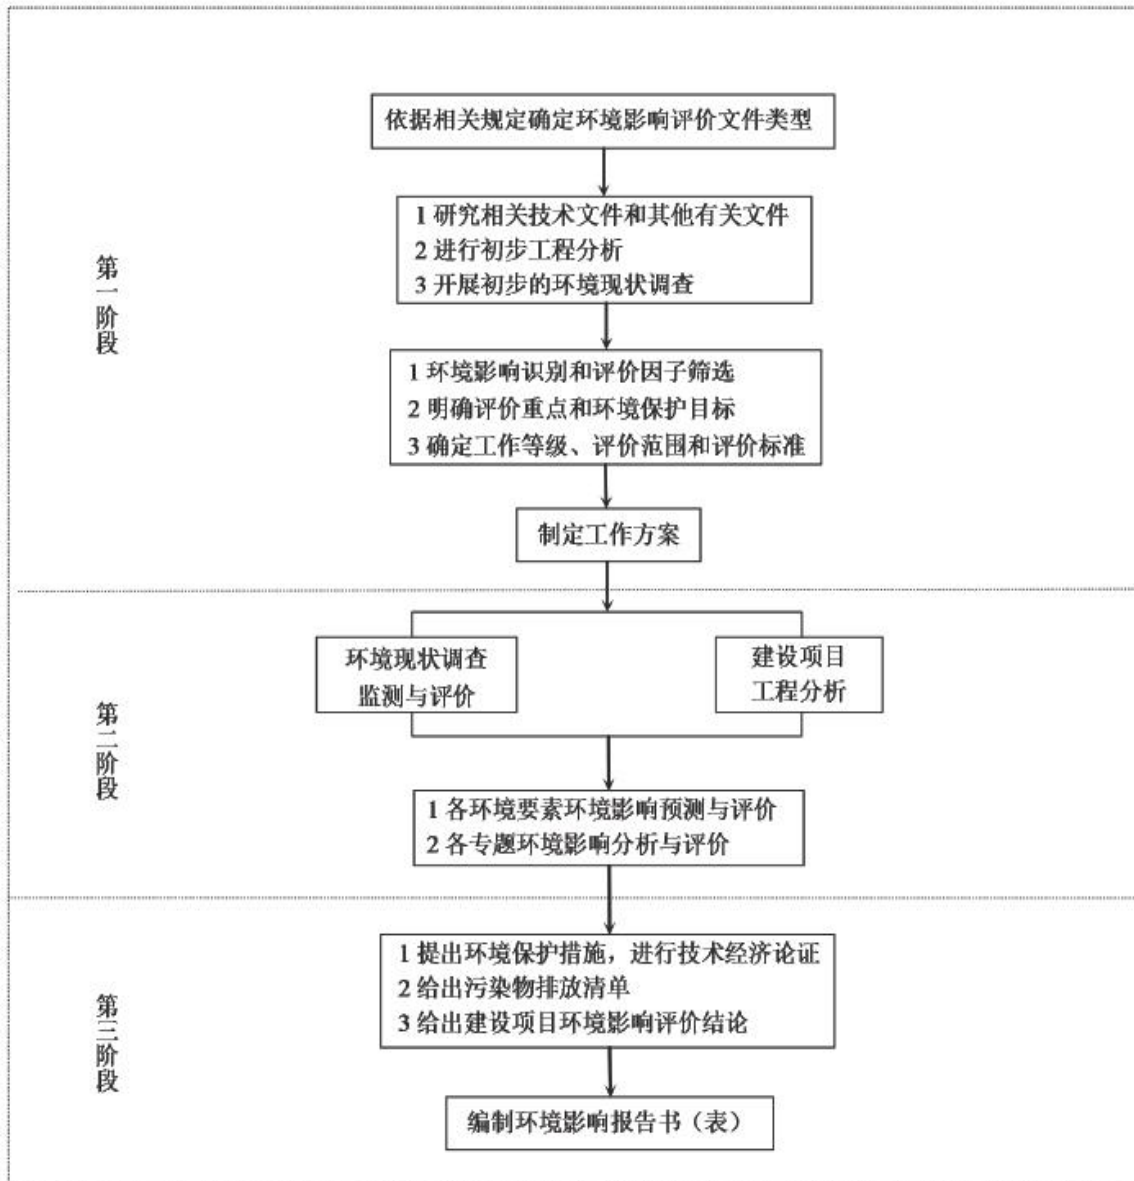 依据相关规定确定环境影响评价文件类型
1 研究相关技术文件和其他有关文件
2 进行初步工程分析
3 开展初步的环境现状调查
第一阶段
1 环境影响识别和评价因子筛选
2 明确评价重点和环境保护目标
3 确定工作等级、评价范围和评价标准
制定工作方案
环境现状调查
监测与评价
建设项目
工程分析
第二阶段
1 各环境要素环境影响预测与评价
2 各专题环境影响分析与评价
1 提出环境保护措施，进行技术经济论证
2 给出污染物排放清单
3 给出建设项目环境影响评价结论
第三阶段
编制环境影响报告书（表）